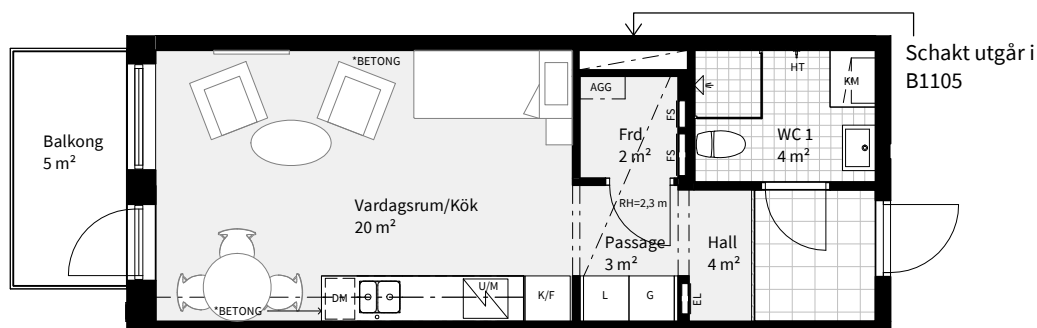 Schakt utgår i
B1105
*BETONG
HT
KM
AGG
FS
Balkong
5 m²
Frd
2 m²
FS
WC 1
4 m²
Vardagsrum/Kök
20 m²
RH=2,3 m
Passage
3 m²
Hall
4 m²
DM
U/M
K/F
L
G
EL
*BETONG